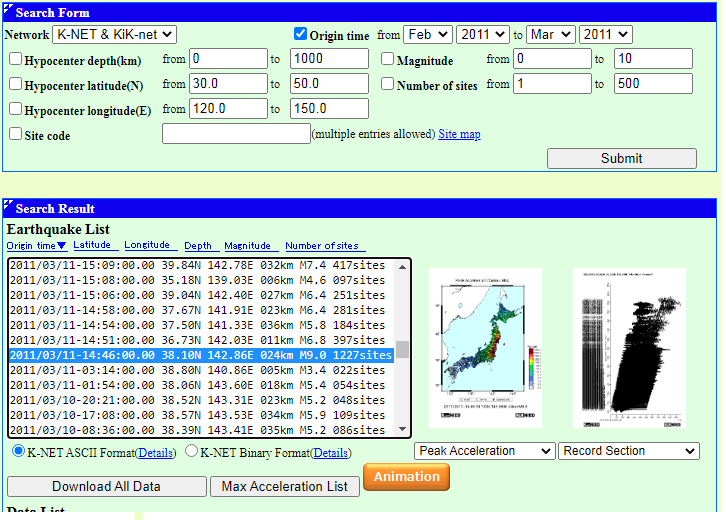 Search Form
Network K-NET & KiK-net Origin time from Feb 2011 to Mar 2011
Hypocenter depth(km) from 0 to 1000 Magnitude from 0 to 10
Hypocenter latitude(N) from 30.0 to 50.0 Number of sites from 1 to 500
Hypocenter longitude(E) from 120.0 to 150.0
Site code (multiple entries allowed) Site map
Submit
Search Result
Earthquake List
Origin time▼ Latitude Longitude Depth Magnitude Number of sites
2011/03/11-15:09:00.00 39.84N 142.78E 032km M7.4 417sites
2011/03/11-15:08:00.00 35.18N 139.03E 006km M4.6 097sites
2011/03/11-15:06:00.00 39.04N 142.40E 027km M6.4 251sites
2011/03/11-14:58:00.00 37.67N 141.91E 023km M6.4 281sites
2011/03/11-14:54:00.00 37.50N 141.33E 036km M5.8 184sites
2011/03/11-14:51:00.00 36.73N 142.03E 011km M6.8 397sites
2011/03/11-14:46:00.00 38.10N 142.86E 024km M9.0 1227sites
2011/03/11-03:14:00.00 38.80N 140.86E 005km M3.4 022sites
2011/03/11-01:54:00.00 38.06N 143.60E 018km M5.4 054sites
2011/03/10-20:21:00.00 38.52N 143.31E 023km M5.2 048sites
2011/03/10-17:08:00.00 38.57N 143.53E 034km M5.9 109sites
2011/03/10-08:36:00.00 38.39N 143.41E 035km M5.2 086sites
Peak Acceleration Contour Map
K-NET ASCII Format(Details) K-NET Binary Format(Details)
Peak Acceleration Record Section
Download All Data Max Acceleration List Animation
Data List